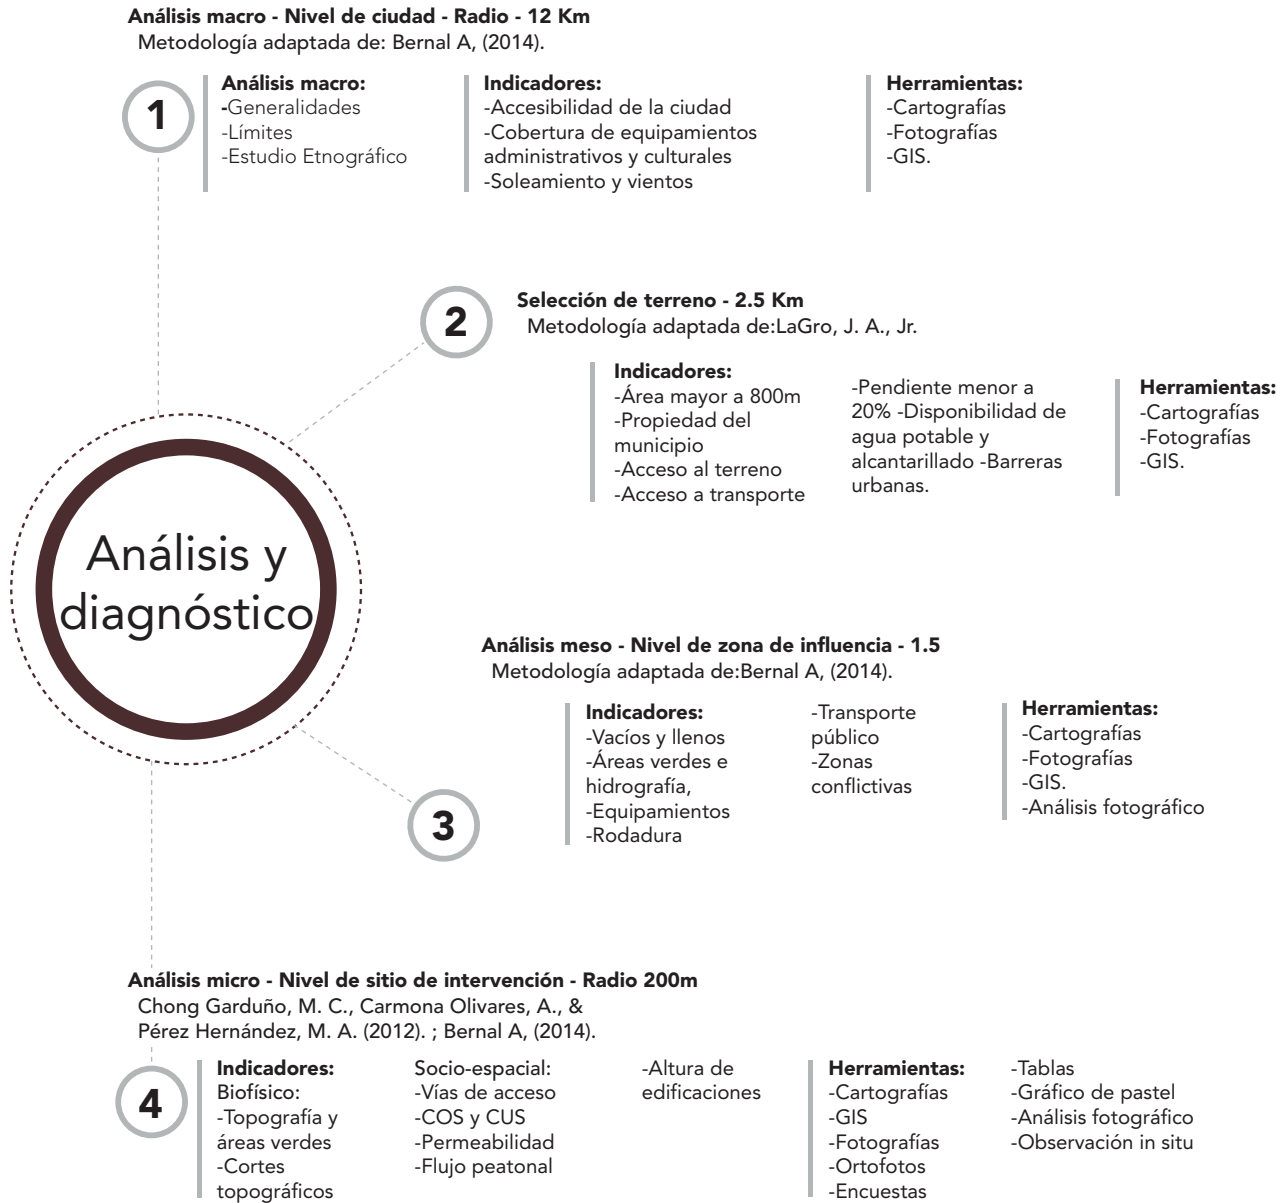 Análisis macro - Nivel de ciudad - Radio - 12 Km
Metodología adaptada de: Bernal A, (2014).
1
Análisis macro:
-Generalidades
-Límites
-Estudio Etnográfico
Indicadores:
-Accesibilidad de la ciudad
-Cobertura de equipamientos
administrativos y culturales
-Soleamiento y vientos
Herramientas:
-Cartografías
-Fotografías
-GIS.
2
Selección de terreno - 2.5 Km
Metodología adaptada de:LaGro, J. A., Jr.
Indicadores:
-Área mayor a 800m
-Propiedad del
municipio
-Acceso al terreno
-Acceso a transporte
-Pendiente menor a
20% -Disponibilidad de
agua potable y
alcantarillado -Barreras
urbanas.
Herramientas:
-Cartografías
-Fotografías
-GIS.
Análisis y
diagnóstico
Análisis meso - Nivel de zona de influencia - 1.5
Metodología adaptada de:Bernal A, (2014).
3
Indicadores:
-Vacíos y llenos
-Áreas verdes e
hidrografía,
-Equipamientos
-Rodadura
-Transporte
público
-Zonas
conflictivas
Herramientas:
-Cartografías
-Fotografías
-GIS.
-Análisis fotográfico
Análisis micro - Nivel de sitio de intervención - Radio 200m
Chong Garduño, M. C., Carmona Olivares, A., &
Pérez Hernández, M. A. (2012). ; Bernal A, (2014).
4
Indicadores:
Biofísico:
-Topografía y
áreas verdes
-Cortes
topográficos
Socio-espacial:
-Vías de acceso
-COS y CUS
-Permeabilidad
-Flujo peatonal
-Altura de
edificaciones
Herramientas:
-Cartografías
-GIS
-Fotografías
-Ortofotos
-Encuestas
-Tablas
-Gráfico de pastel
-Análisis fotográfico
-Observación in situ